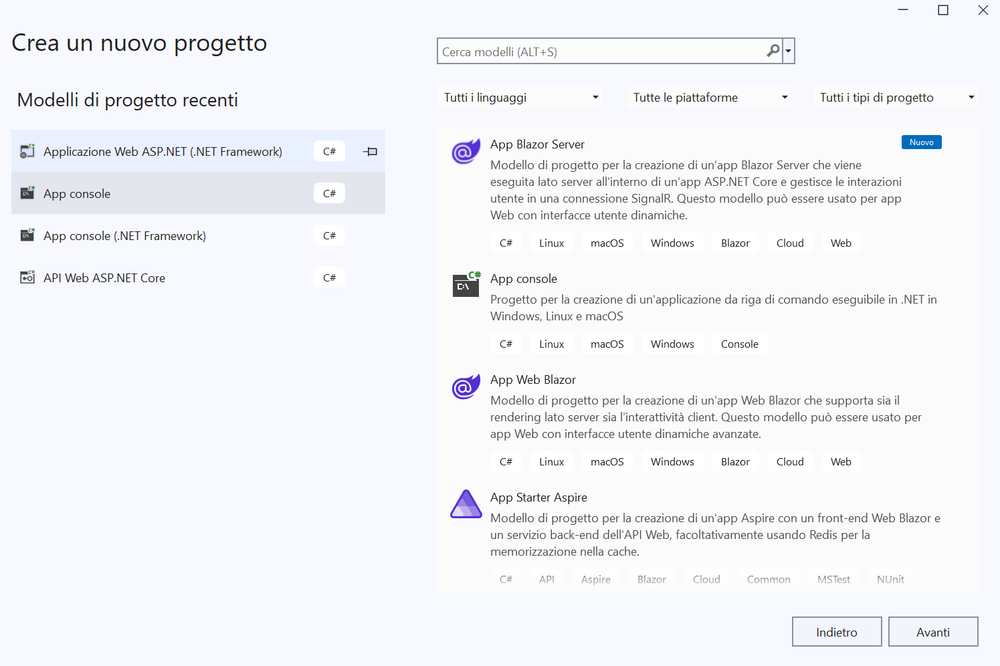 Crea un nuovo progetto
Cerca modelli (ALT+S)
Modelli di progetto recenti
Tutti i linguaggi
Tutte le piattaforme
Tutti i tipi di progetto
Applicazione Web ASP.NET (.NET Framework)
C#
App console
C#
App console (.NET Framework)
C#
API Web ASP.NET Core
C#
App Blazor Server
Nuovo
Modello di progetto per la creazione di un'app Blazor Server che viene
eseguita lato server all'interno di un'app ASP.NET Core e gestisce le interazioni
utente in una connessione SignalR. Questo modello può essere usato per app
Web con interfacce utente dinamiche.
C# Linux macOS Windows Blazor Cloud Web
App console
Progetto per la creazione di un'applicazione da riga di comando eseguibile in .NET in
Windows, Linux e macOS
C# Linux macOS Windows Console
App Web Blazor
Modello di progetto per la creazione di un'app Web Blazor che supporta sia il
rendering lato server sia l'interattività client. Questo modello può essere usato per
app Web con interfacce utente dinamiche avanzate.
C# Linux macOS Windows Blazor Cloud Web
App Starter Aspire
Modello di progetto per la creazione di un'app Aspire con un front-end Web Blazor e
un servizio back-end dell'API Web, facoltativamente usando Redis per la
memorizzazione nella cache.
C# API Aspire Blazor Cloud Common MSTest NUnit
Indietro
Avanti